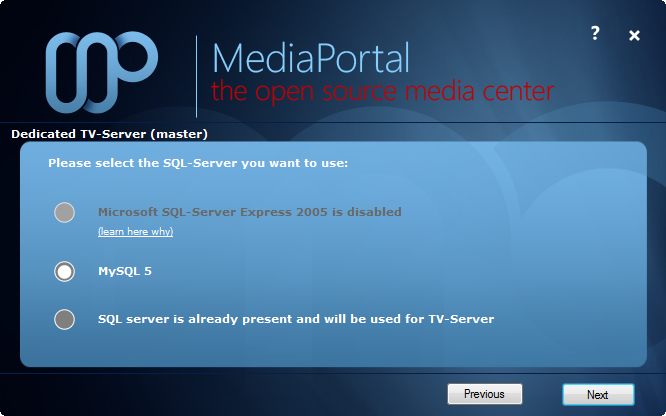 ? ×
MediaPortal
the open source media center
Dedicated TV-Server (master)
Please select the SQL-Server you want to use:
Microsoft SQL-Server Express 2005 is disabled
(learn here why)
MySQL 5
SQL server is already present and will be used for TV-Server
Previous Next